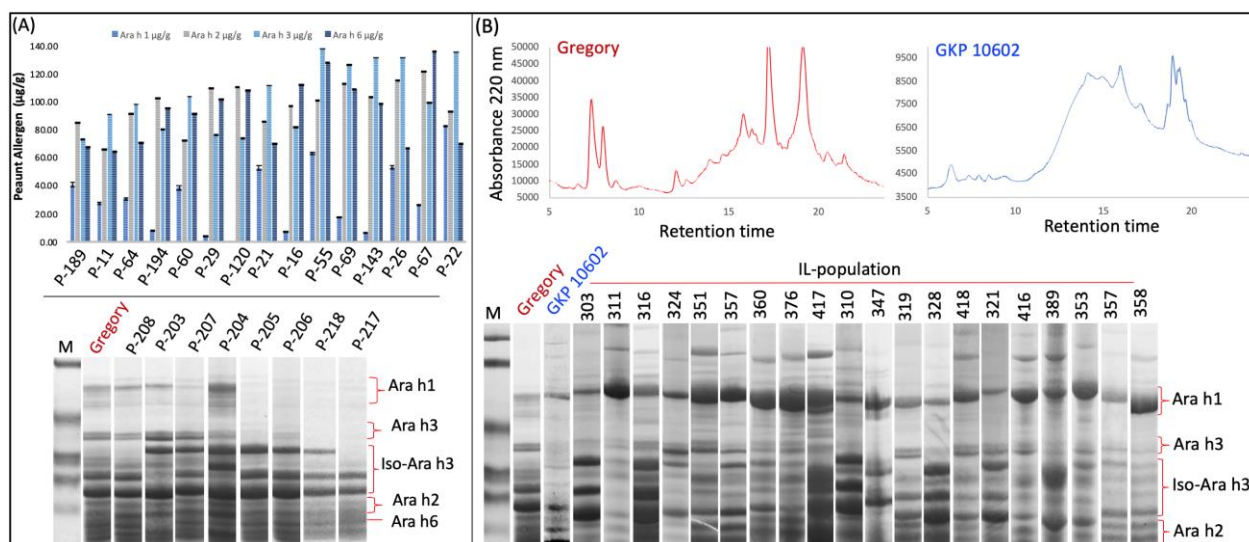 (A)
Ara h 1 µg/g Ara h 2 µg/g Ara h 3 µg/g Ara h 6 µg/g
Peaunt Allergen (µg/g)
140.00
120.00
100.00
80.00
60.00
40.00
20.00
0.00
P-189 P-11 P-64 P-194 P-60 P-29 P-120 P-21 P-16 P-55 P-69 P-143 P-26 P-67 P-22
M Gregory P-208 P-203 P-207 P-204 P-205 P-206 P-218 P-217
Ara h1
Ara h3
Iso-Ara h3
Ara h2
Ara h6
(B)
Gregory
Absorbance 220 nm
50000
45000
40000
35000
30000
25000
20000
15000
10000
5000
5 10 15 20
Retention time
GKP 10602
9500
8500
7500
6500
5500
4500
3500
5 10 15 20
Retention time
IL-population
M Gregory GKP 10602 303 311 316 324 351 357 360 376 417 310 347 319 328 418 321 416 389 353 357 358
Ara h1
Ara h3
Iso-Ara h3
Ara h2